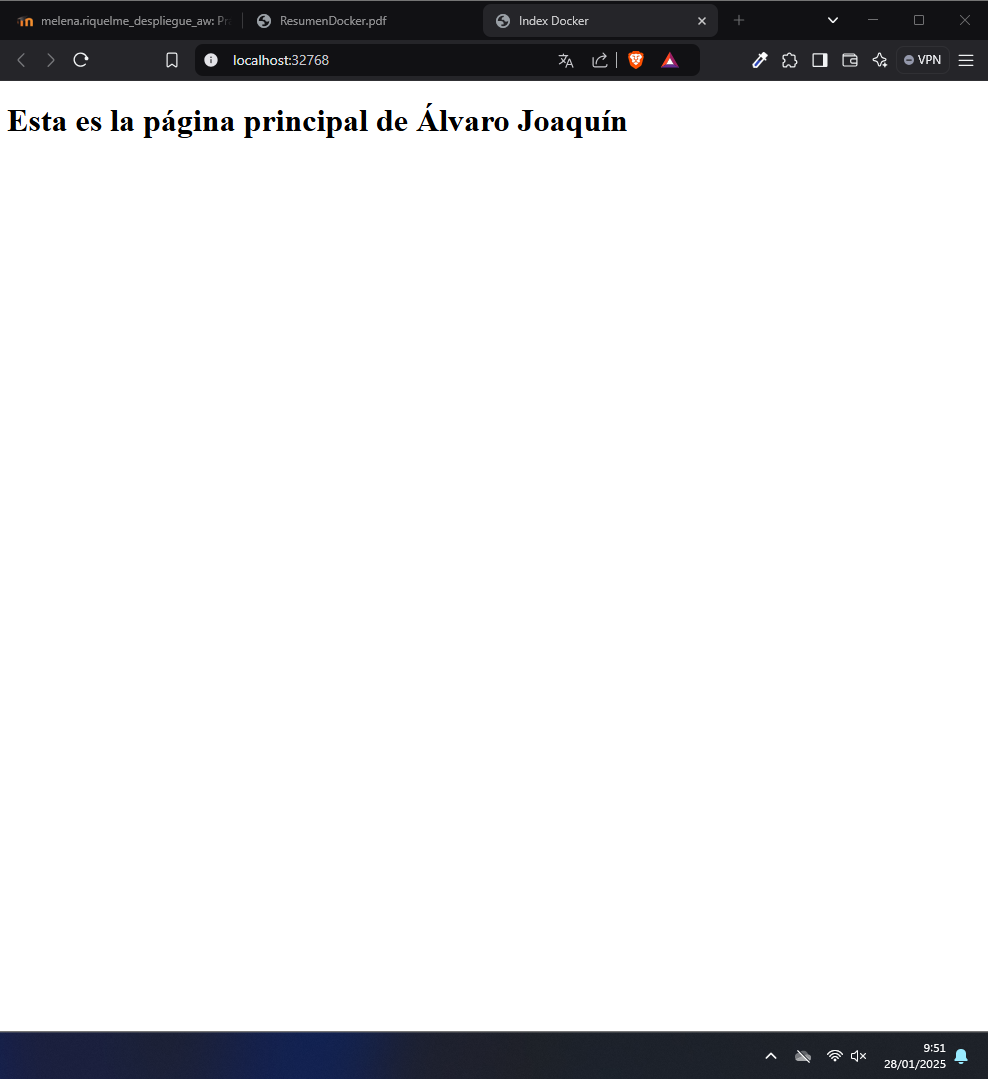 melena.riquelme_despliegue_aw: Pr
ResumenDocker.pdf
Index Docker
localhost:32768
VPN
Esta es la página principal de Álvaro Joaquín
9:51
28/01/2025